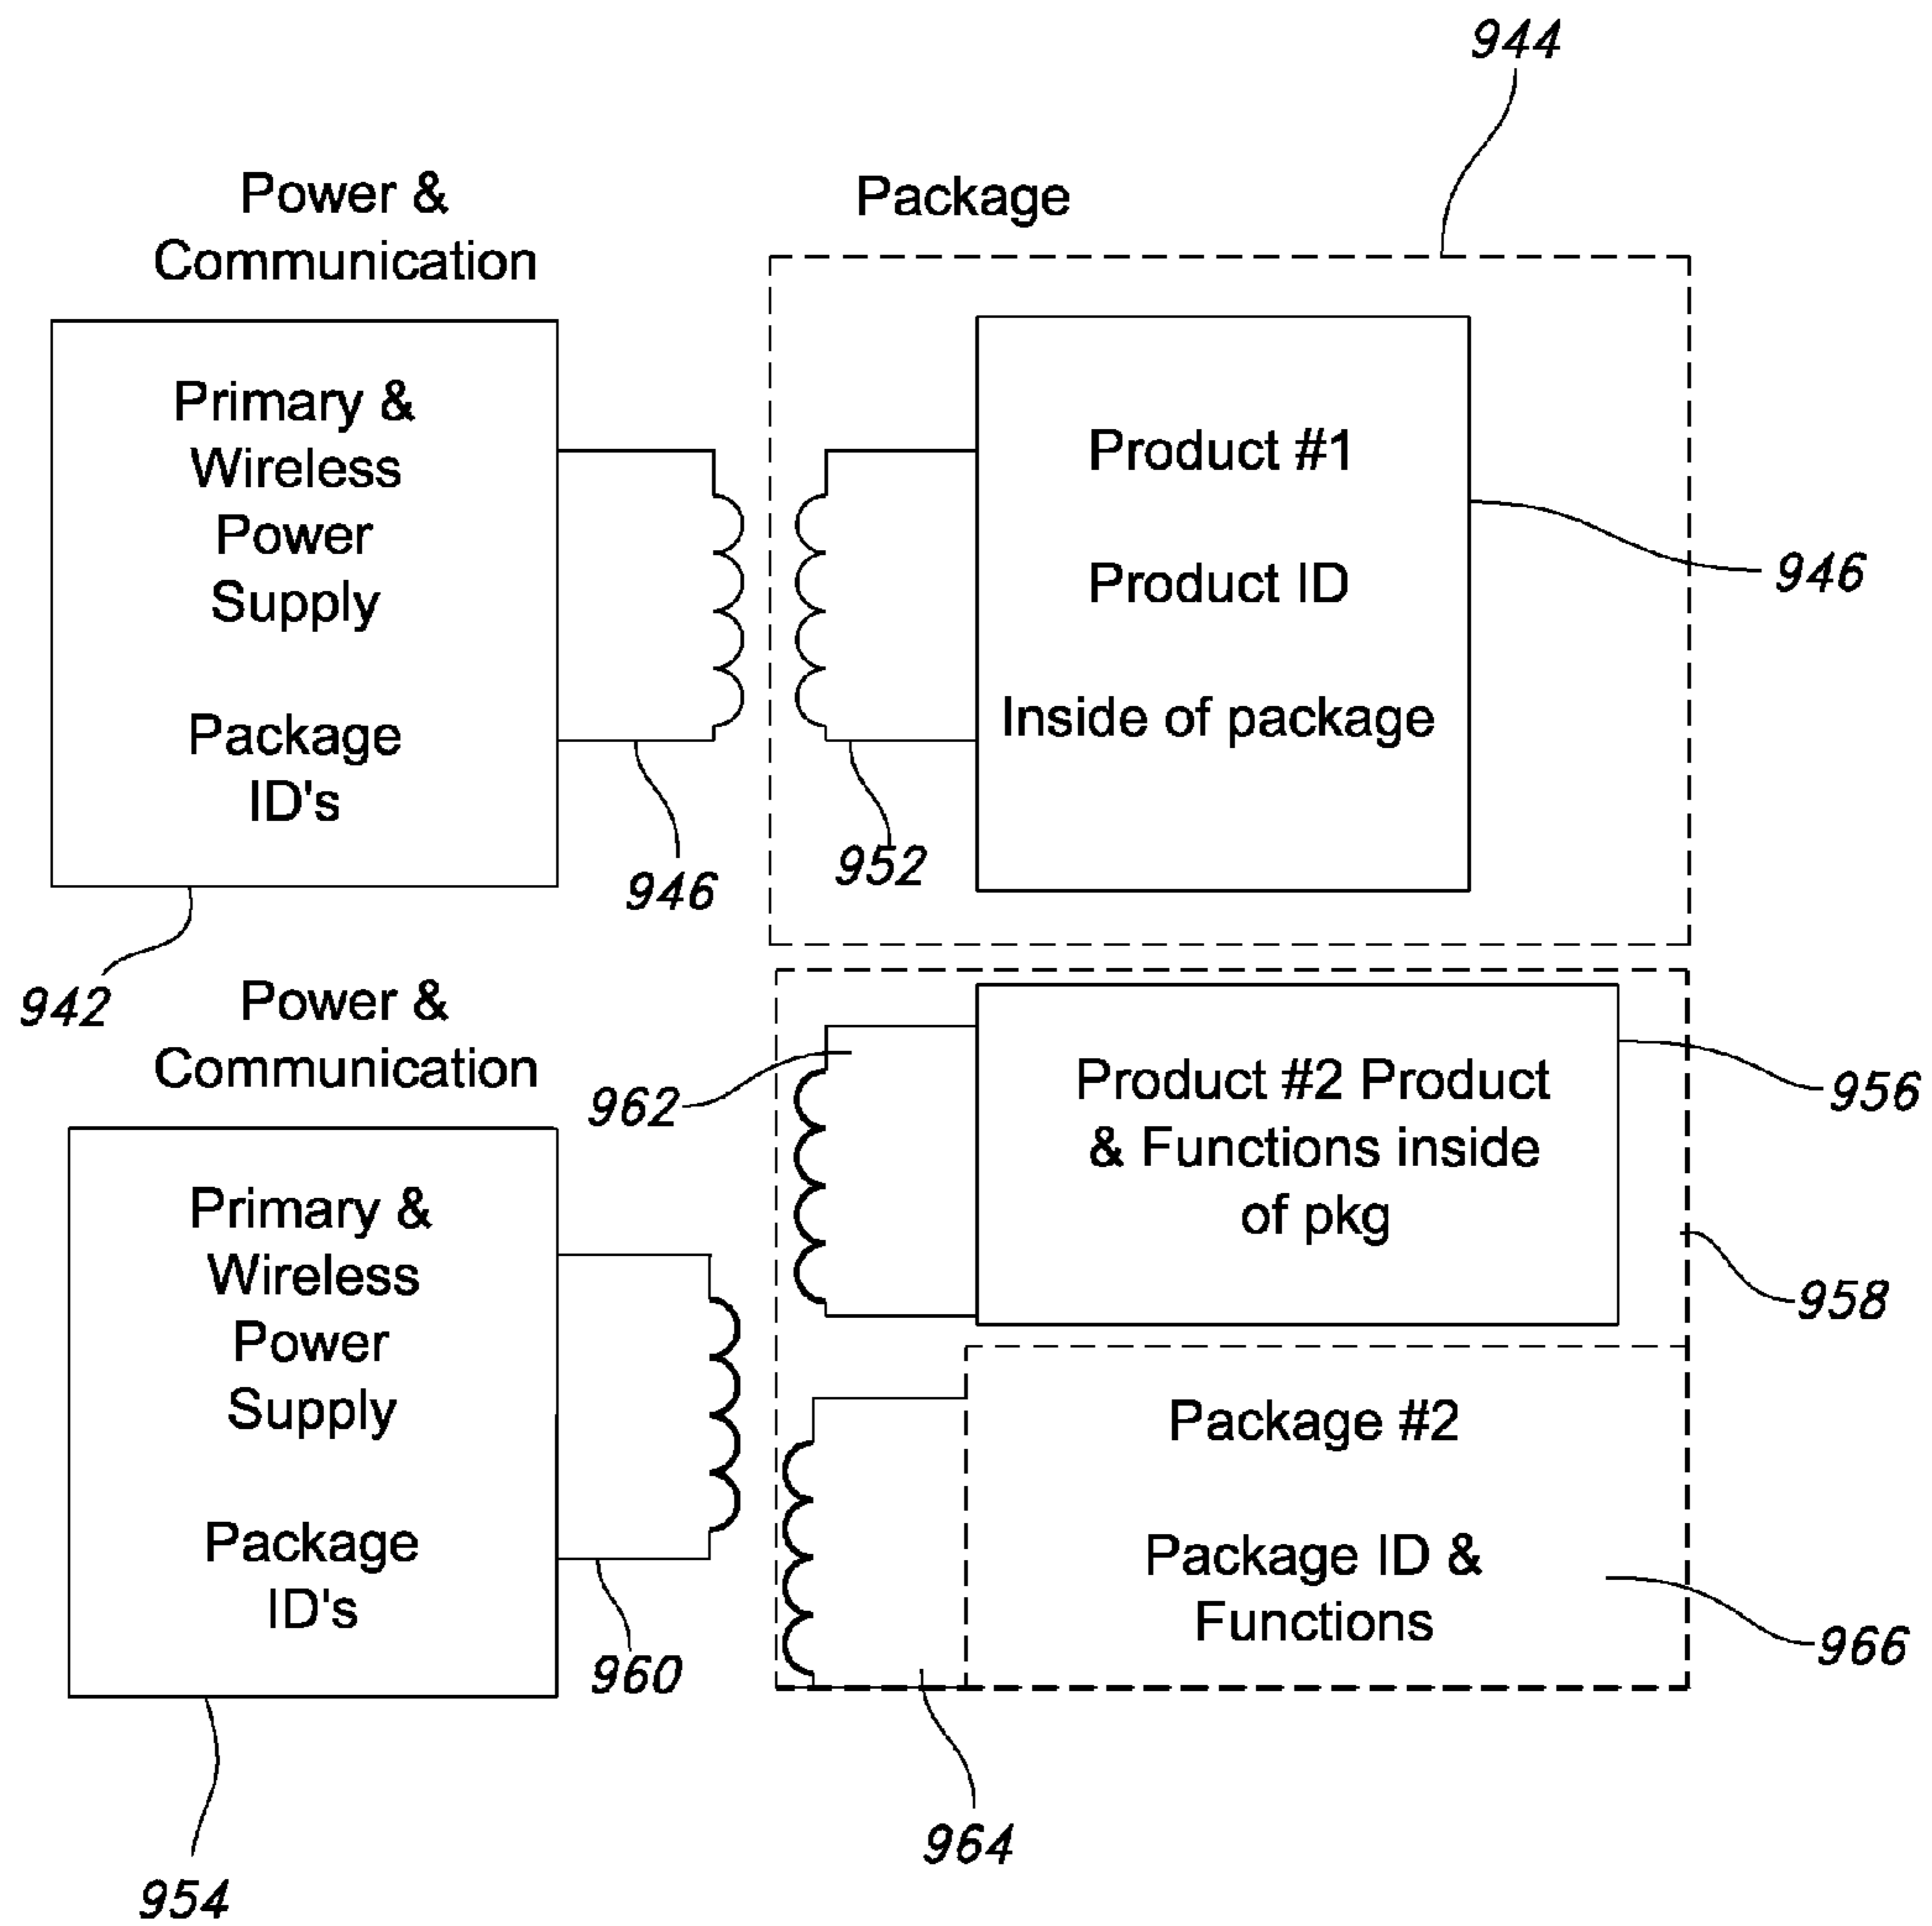 944
Power &
Communication
Package
Primary &
Wireless
Power
Supply
Package
ID's
Product #1
Product ID
Inside of package
946
946
952
942
Power &
Communication
Primary &
Wireless
Power
Supply
Package
ID's
962
Product #2 Product
& Functions inside
of pkg
956
958
Package #2
Package ID &
Functions
966
960
964
954